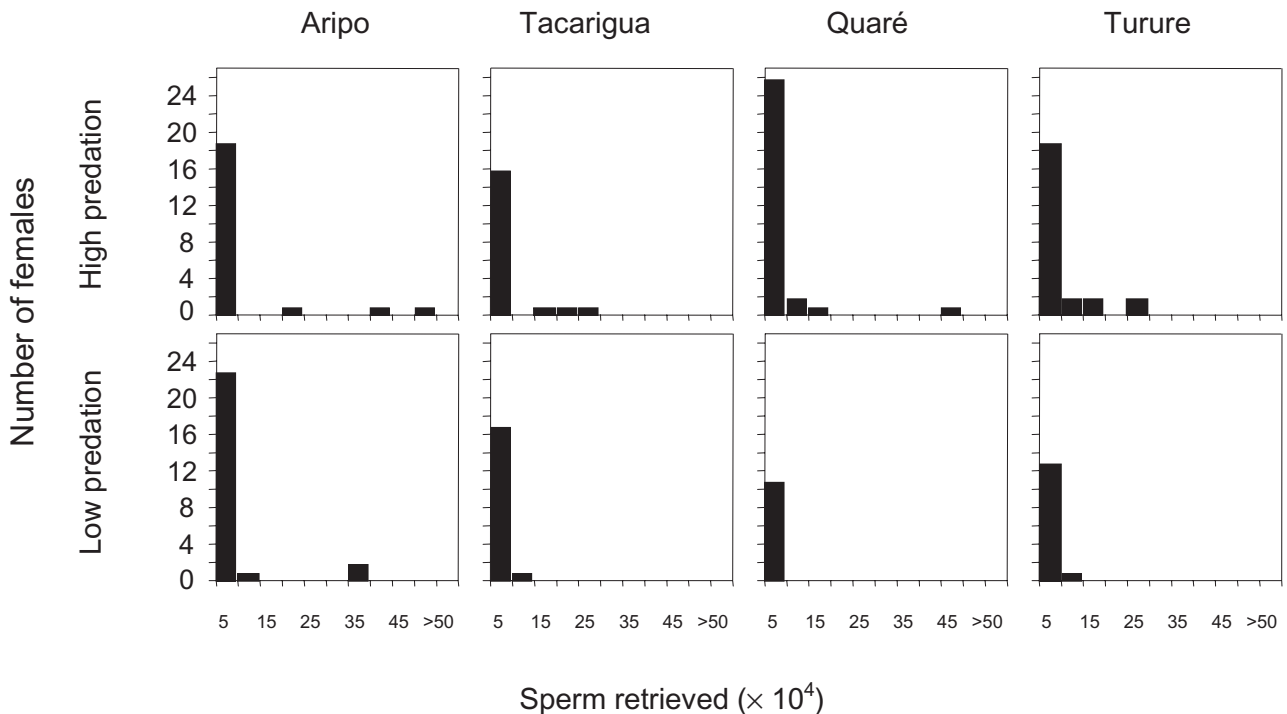 Aripo Tacarigua Quaré Turure
Number of females
High predation
24
20
16
12
8
4
0
Low predation
24
20
16
12
8
4
0
5 15 25 35 45 >50 5 15 25 35 45 >50 5 15 25 35 45 >50 5 15 25 35 45 >50
Sperm retrieved (× 10⁴)